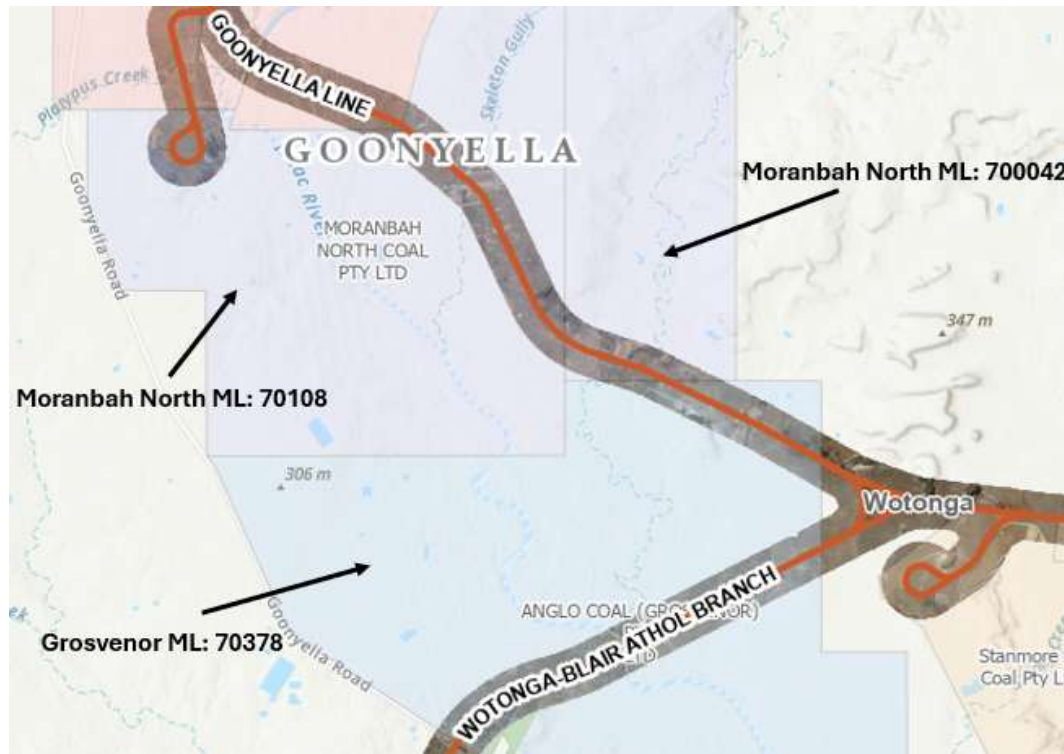 GOONYELLA LINE
Skeleton Gully
Platypus Creek
GOONYELLA
Moranbah North ML: 700042
Goonyella Road
MORANBAH
NORTH COAL
PTY LTD
347 m
Moranbah North ML: 70108
306 m
Wotonga
ANGLO COAL (GROSVENOR)
WOTONGA-BLAIR ATHOL BRANCH
Grosvenor ML: 70378
Goonyella Road
Stanmore
Coal Pty L